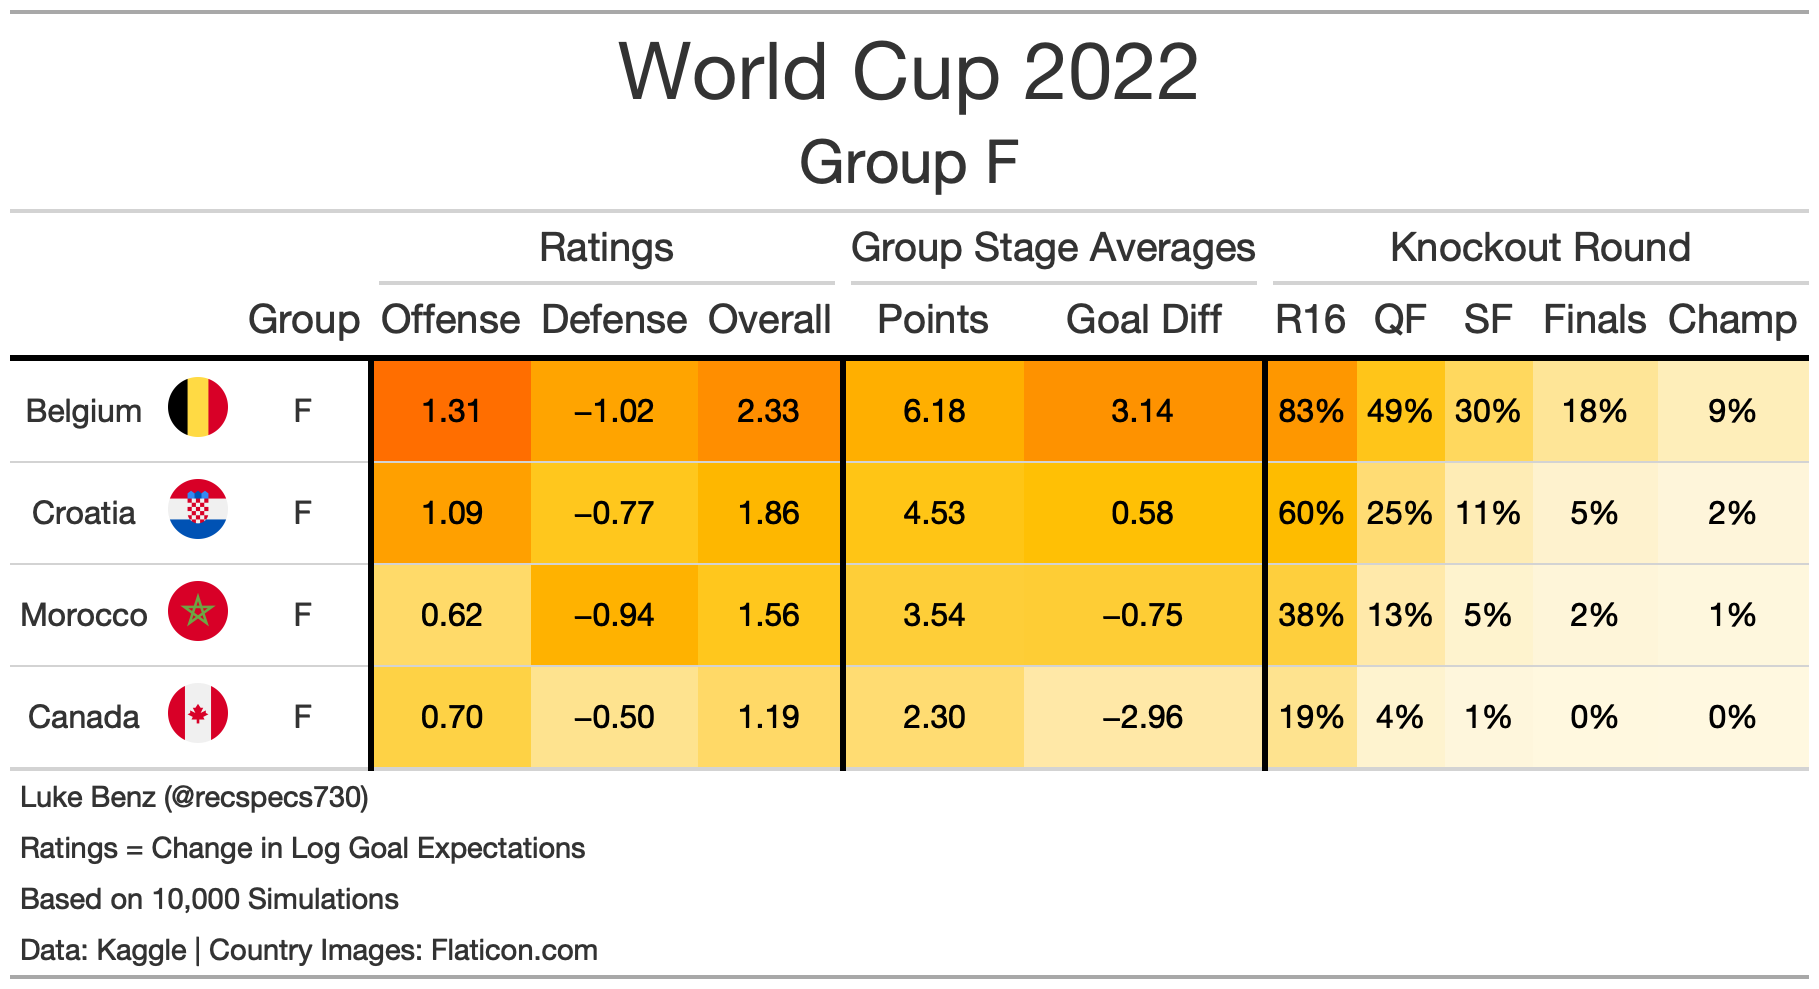 World Cup 2022
Group F
Ratings Group Stage Averages Knockout Round
Group Offense Defense Overall Points Goal Diff R16 QF SF Finals Champ
Belgium F 1.31 −1.02 2.33 6.18 3.14 83% 49% 30% 18% 9%
Croatia F 1.09 −0.77 1.86 4.53 0.58 60% 25% 11% 5% 2%
Morocco F 0.62 −0.94 1.56 3.54 −0.75 38% 13% 5% 2% 1%
Canada F 0.70 −0.50 1.19 2.30 −2.96 19% 4% 1% 0% 0%
Luke Benz (@recspecs730)
Ratings = Change in Log Goal Expectations
Based on 10,000 Simulations
Data: Kaggle | Country Images: Flaticon.com